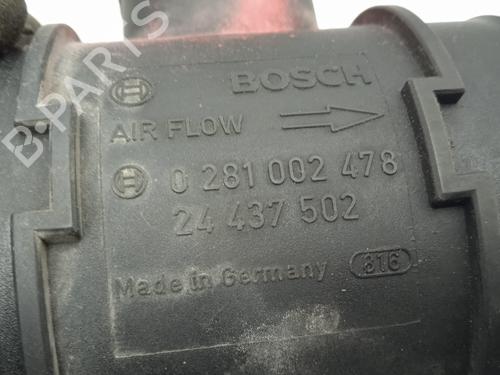 BOSCH
AIR FLOW
0 281 002 478
24 437 502
Made in Germany 816
B-Parts